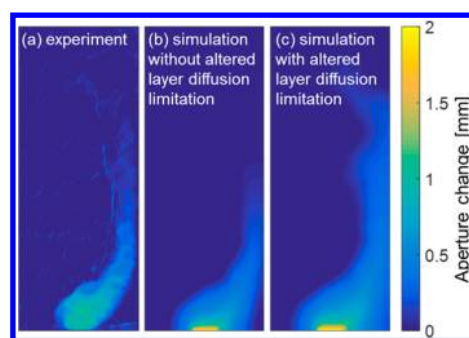 (a) experiment
(b) simulation
without altered
layer diffusion
limitation
(c) simulation
with altered
layer diffusion
limitation
2
1.5
1
0.5
0
Aperture change [mm]